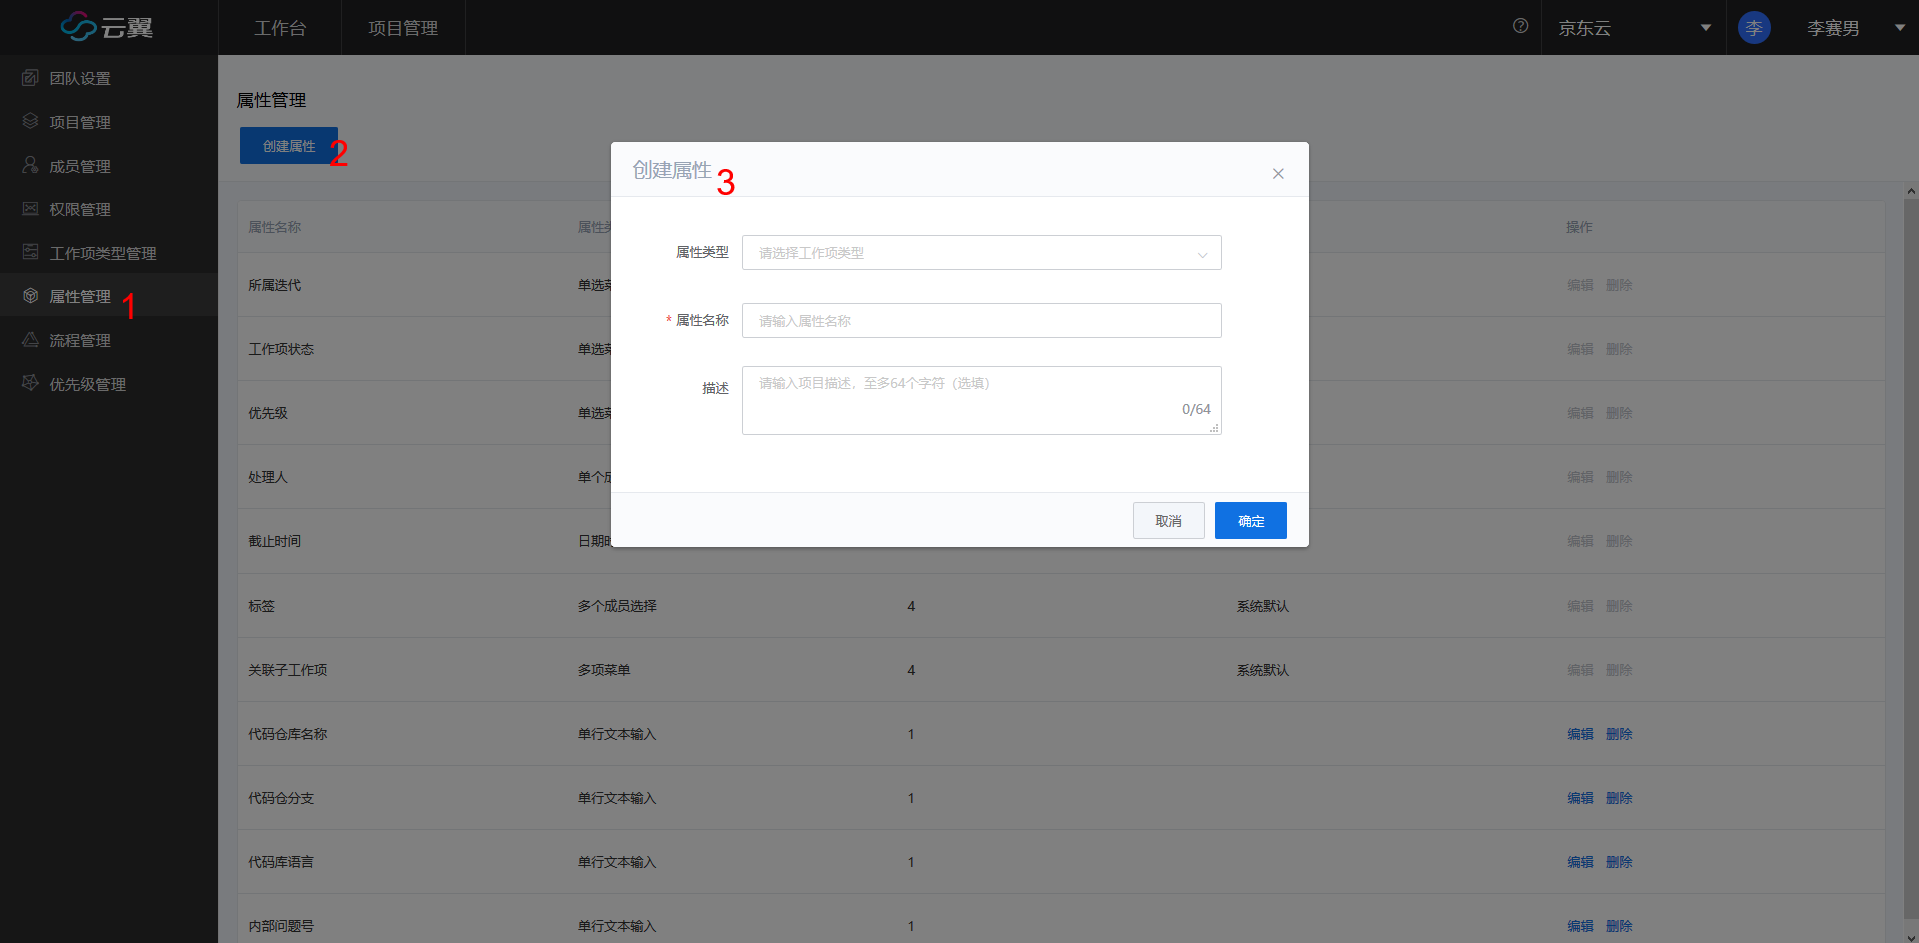 云翼 工作台 项目管理 京东云 李 李赛男
团队设置
项目管理
成员管理
权限管理
工作项类型管理
属性管理 1
流程管理
优先级管理
属性管理
创建属性 2
属性名称 属性 操作
所属迭代 单选 编辑 删除
工作项状态 单选 编辑 删除
优先级 单选 编辑 删除
处理人 单个 编辑 删除
截止时间 日期 编辑 删除
标签 多个成员选择 4 系统默认 编辑 删除
关联子工作项 多项菜单 4 系统默认 编辑 删除
代码仓库名称 单行文本输入 1 编辑 删除
代码仓分支 单行文本输入 1 编辑 删除
代码库语言 单行文本输入 1 编辑 删除
内部问题号 单行文本输入 1 编辑 删除
创建属性 3
属性类型 请选择工作项类型
* 属性名称 请输入属性名称
描述 请输入项目描述，至多64个字符（选填）
0/64
取消 确定